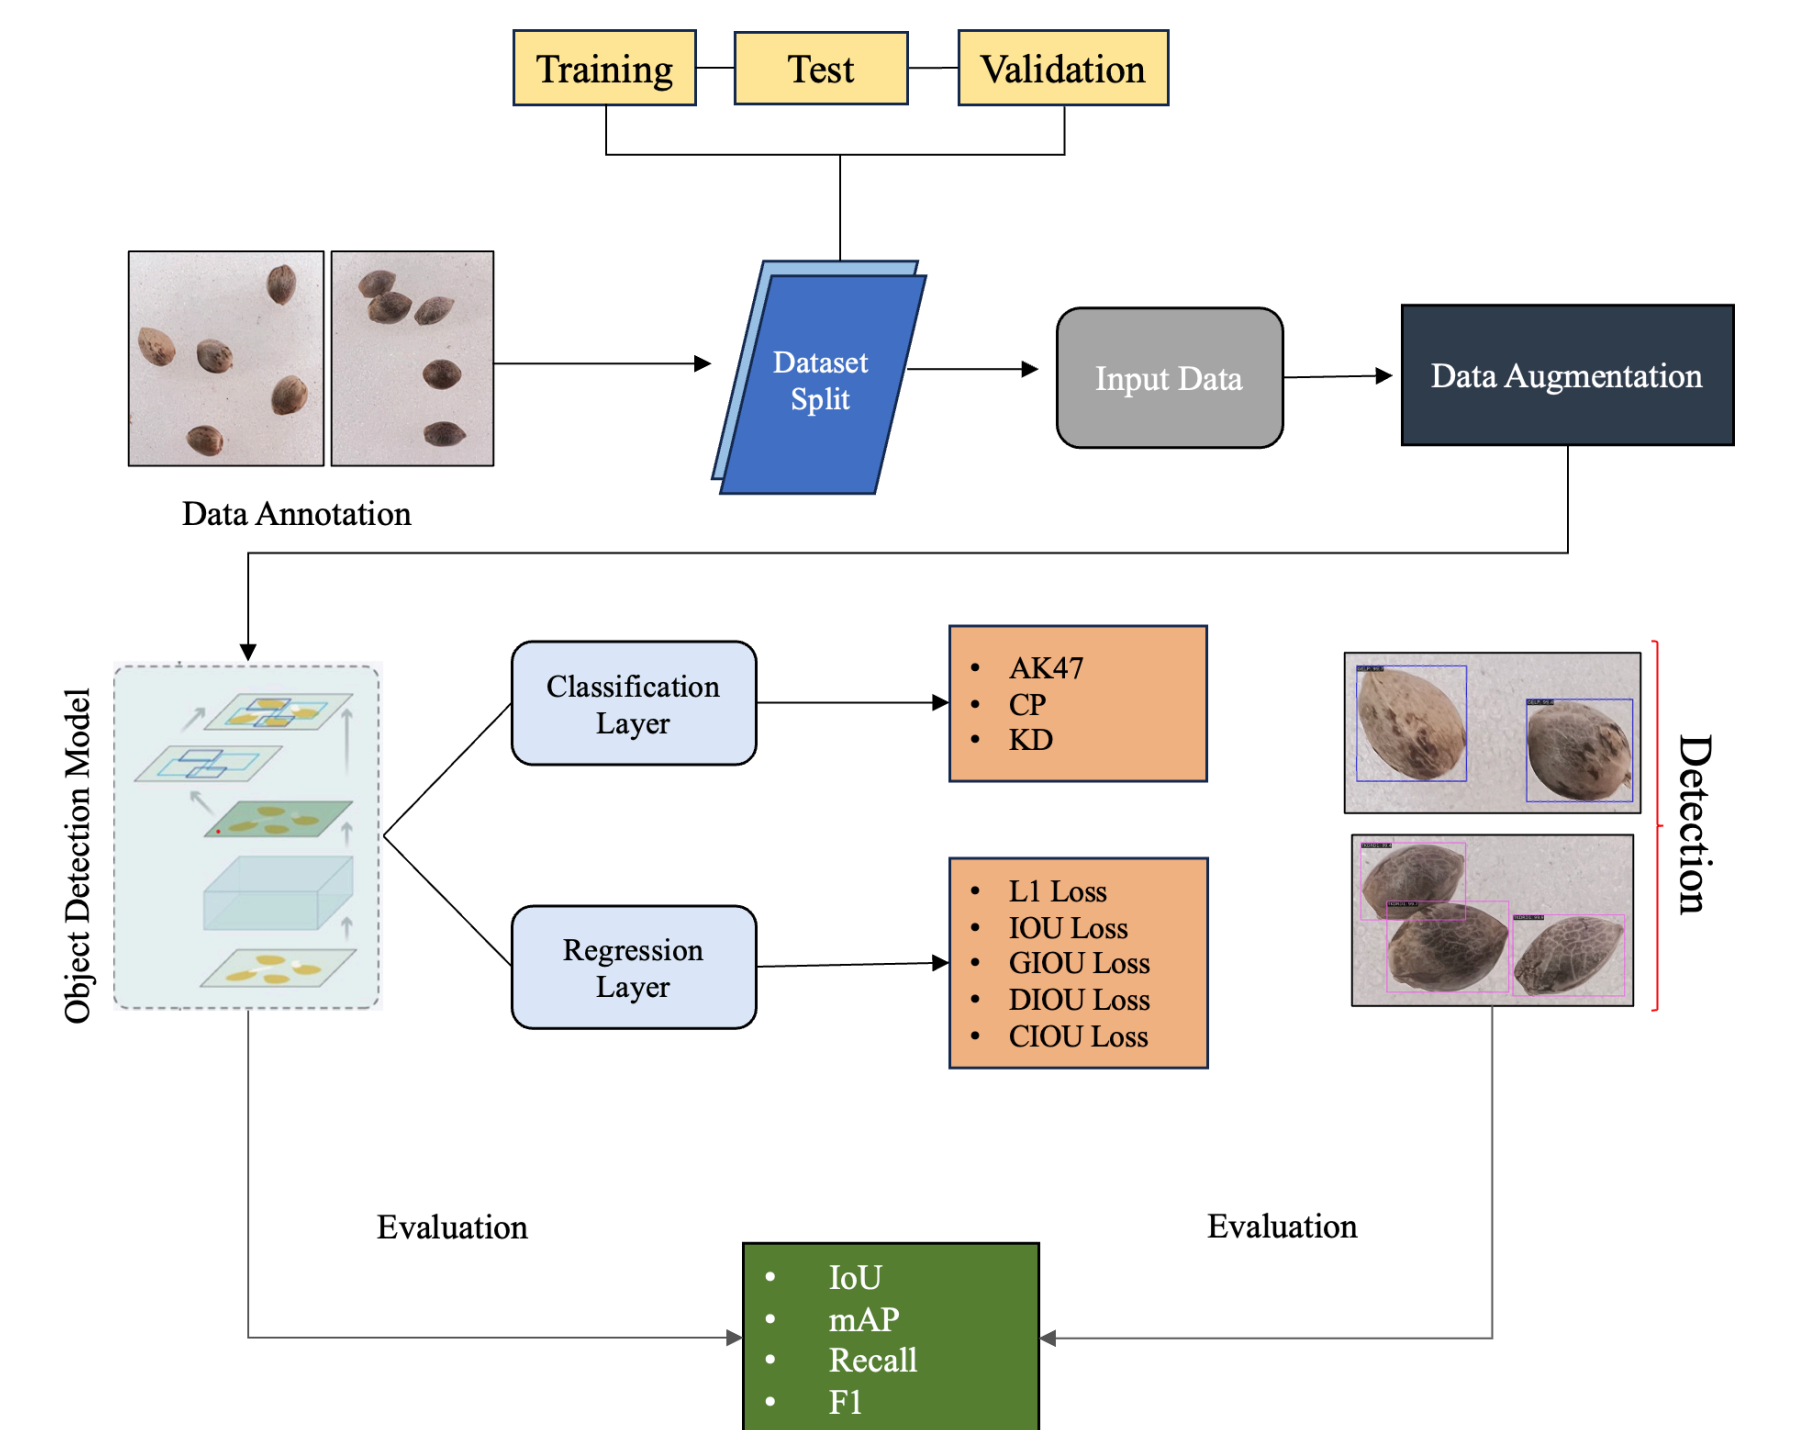 Training
Test
Validation
Dataset
Split
Input Data
Data Augmentation
Data Annotation
Object Detection Model
Classification
Layer
• AK47
• CP
• KD
Regression
Layer
• L1 Loss
• IOU Loss
• GIOU Loss
• DIOU Loss
• CIOU Loss
Detection
Evaluation
Evaluation
• IoU
• mAP
• Recall
• F1